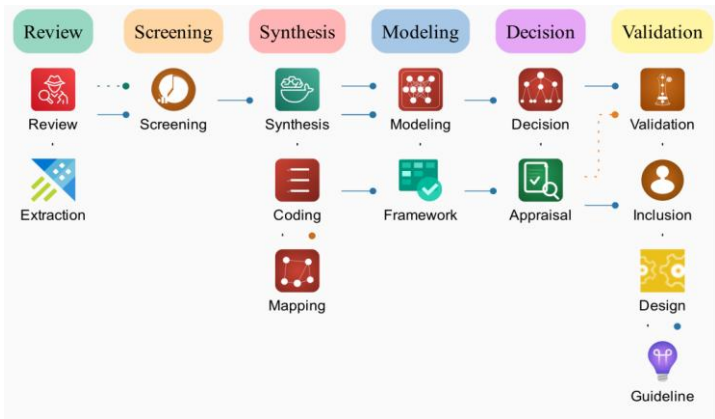 Review Screening Synthesis Modeling Decision Validation
Review Screening Synthesis Modeling Decision Validation
Extraction Coding Framework Appraisal Inclusion
Mapping Design
Guideline